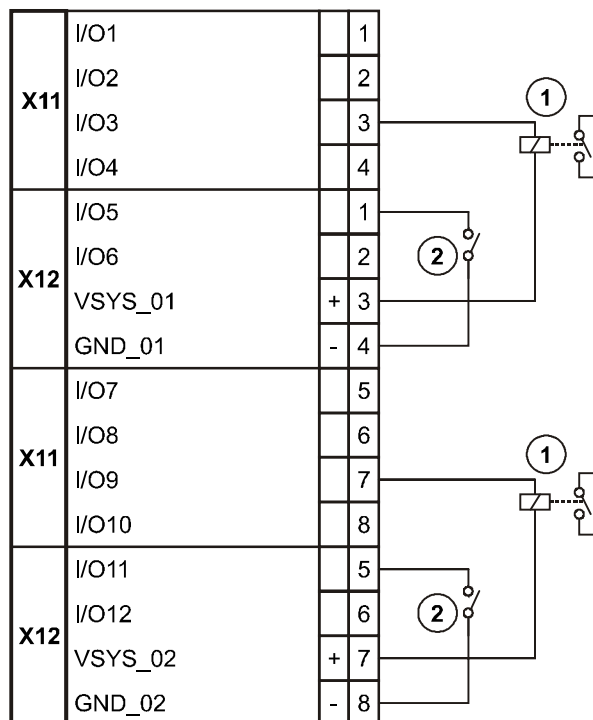 X11
I/O1 1
I/O2 2
I/O3 3
I/O4 4
X12
I/O5 1
I/O6 2
VSYS_01 + 3
GND_01 - 4
X11
I/O7 5
I/O8 6
I/O9 7
I/O10 8
X12
I/O11 5
I/O12 6
VSYS_02 + 7
GND_02 - 8
1
2
1
2